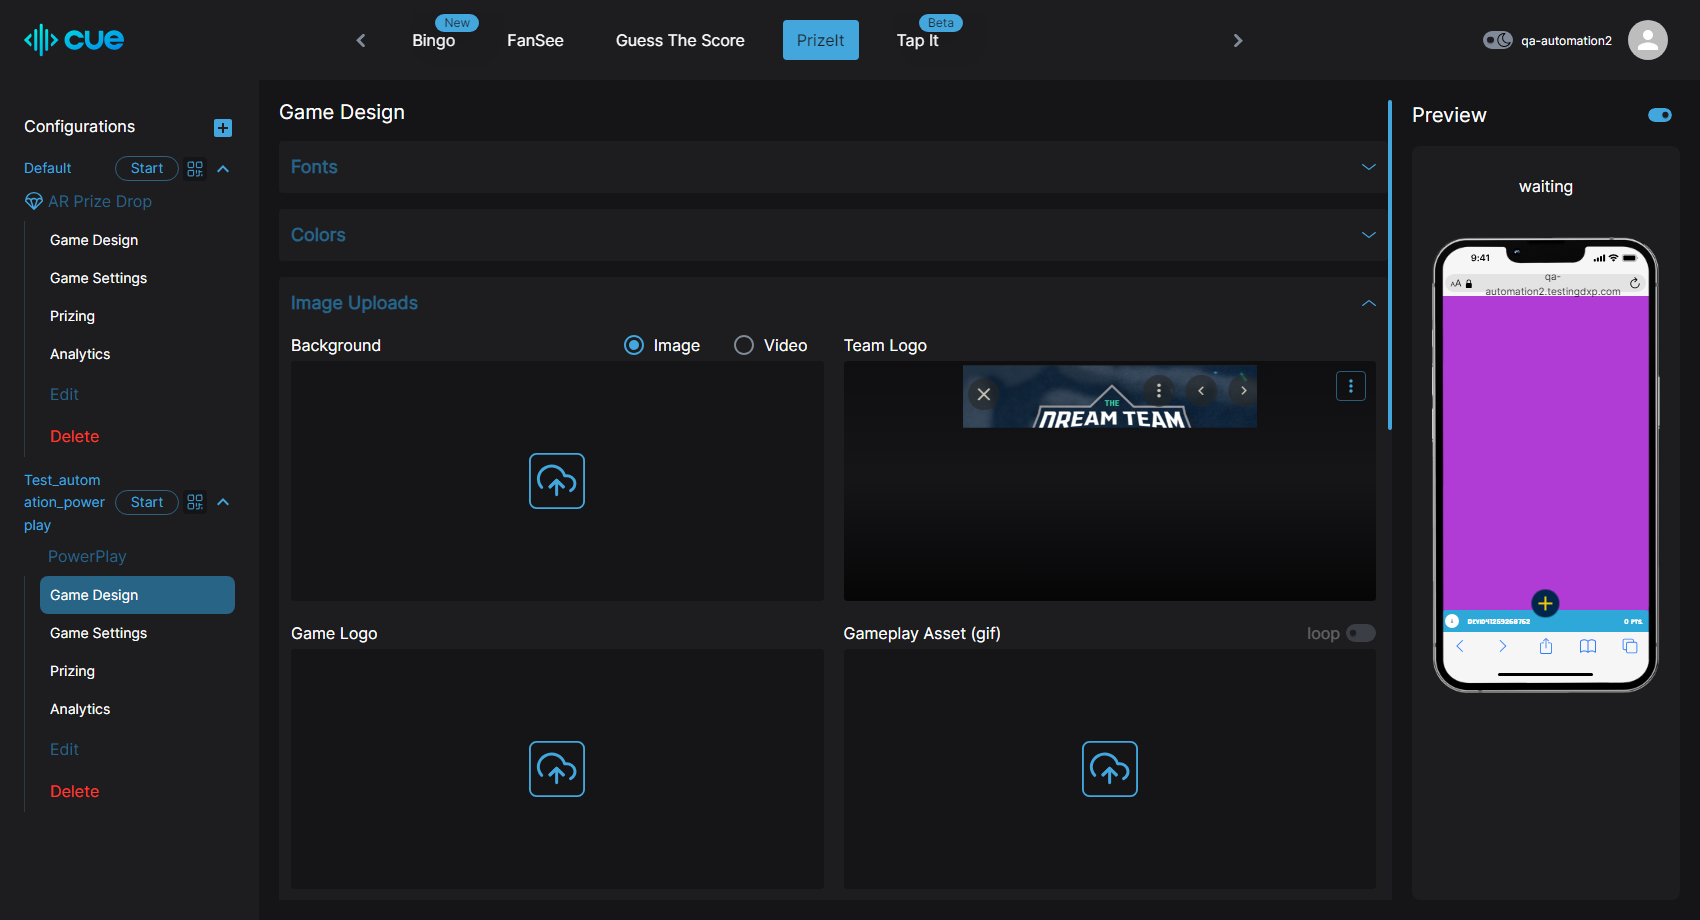 cue
Bingo
New
FanSee
Guess The Score
PrizeIt
Tap It
Beta
qa-automation2
Configurations
Default
Start
AR Prize Drop
Game Design
Game Settings
Prizing
Analytics
Edit
Delete
Test_autom
ation_power
play
Start
PowerPlay
Game Design
Game Settings
Prizing
Analytics
Edit
Delete
Game Design
Fonts
Colors
Image Uploads
Background
Image
Video
Team Logo
THE
DREAM TEAM
Game Logo
Gameplay Asset (gif)
loop
Preview
waiting
9:41
AA
qa-
automation2.testingdxp.com
0 PTS.